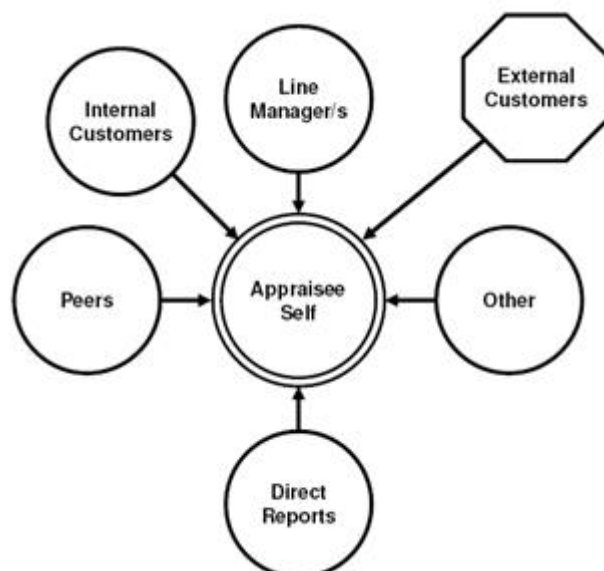 Internal
Customers
Line
Manager/s
External
Customers
Peers
Appraisee
Self
Other
Direct
Reports